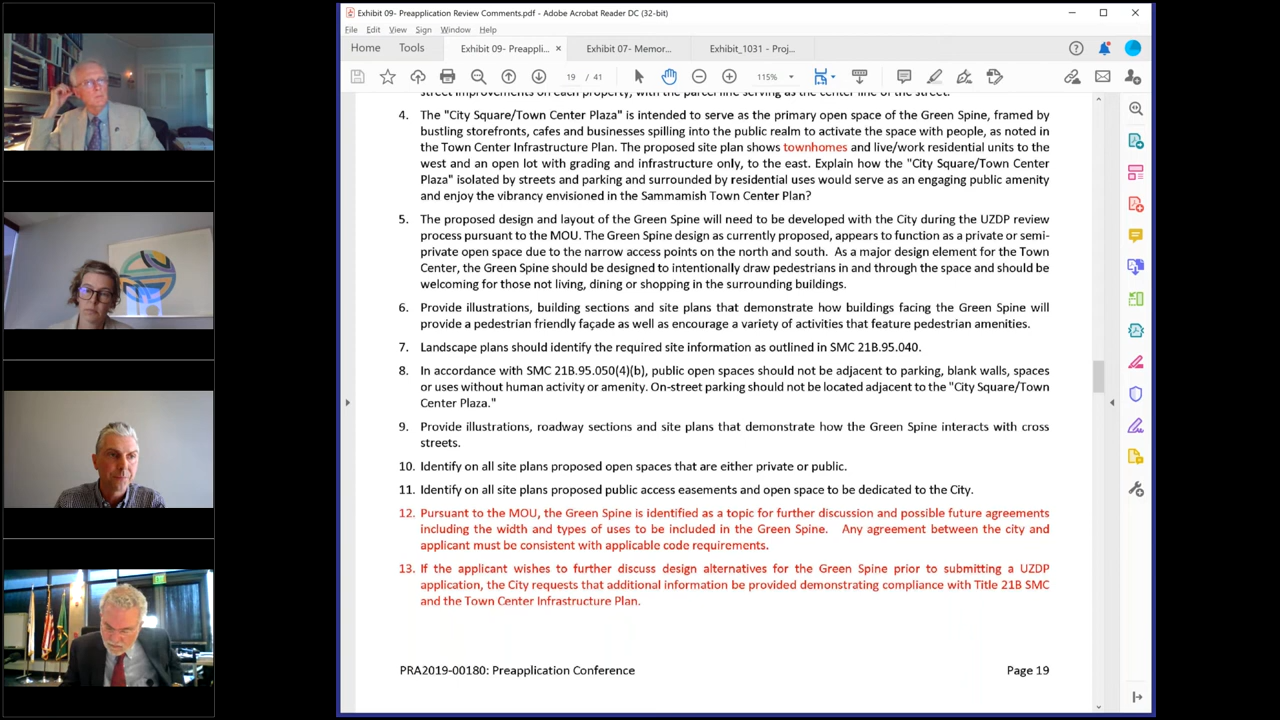 Exhibit 09- Preapplication Review Comments.pdf - Adobe Acrobat Reader DC (32-bit)
File Edit View Sign Window Help
Home Tools Exhibit 09- Preappli... × Exhibit 07- Memor... Exhibit_1031 - Proj...
19 / 41 115%
street improvements on each property, with the parcel line serving as the center line of the street.
4. The "City Square/Town Center Plaza" is intended to serve as the primary open space of the Green Spine, framed by
bustling storefronts, cafes and businesses spilling into the public realm to activate the space with people, as noted in
the Town Center Infrastructure Plan. The proposed site plan shows townhomes and live/work residential units to the
west and an open lot with grading and infrastructure only, to the east. Explain how the "City Square/Town Center
Plaza" isolated by streets and parking and surrounded by residential uses would serve as an engaging public amenity
and enjoy the vibrancy envisioned in the Sammamish Town Center Plan?
5. The proposed design and layout of the Green Spine will need to be developed with the City during the UZDP review
process pursuant to the MOU. The Green Spine design as currently proposed, appears to function as a private or semi-
private open space due to the narrow access points on the north and south. As a major design element for the Town
Center, the Green Spine should be designed to intentionally draw pedestrians in and through the space and should be
welcoming for those not living, dining or shopping in the surrounding buildings.
6. Provide illustrations, building sections and site plans that demonstrate how buildings facing the Green Spine will
provide a pedestrian friendly façade as well as encourage a variety of activities that feature pedestrian amenities.
7. Landscape plans should identify the required site information as outlined in SMC 21B.95.040.
8. In accordance with SMC 21B.95.050(4)(b), public open spaces should not be adjacent to parking, blank walls, spaces
or uses without human activity or amenity. On-street parking should not be located adjacent to the "City Square/Town
Center Plaza."
9. Provide illustrations, roadway sections and site plans that demonstrate how the Green Spine interacts with cross
streets.
10. Identify on all site plans proposed open spaces that are either private or public.
11. Identify on all site plans proposed public access easements and open space to be dedicated to the City.
12. Pursuant to the MOU, the Green Spine is identified as a topic for further discussion and possible future agreements
including the width and types of uses to be included in the Green Spine. Any agreement between the city and
applicant must be consistent with applicable code requirements.
13. If the applicant wishes to further discuss design alternatives for the Green Spine prior to submitting a UZDP
application, the City requests that additional information be provided demonstrating compliance with Title 21B SMC
and the Town Center Infrastructure Plan.
PRA2019-00180: Preapplication Conference Page 19